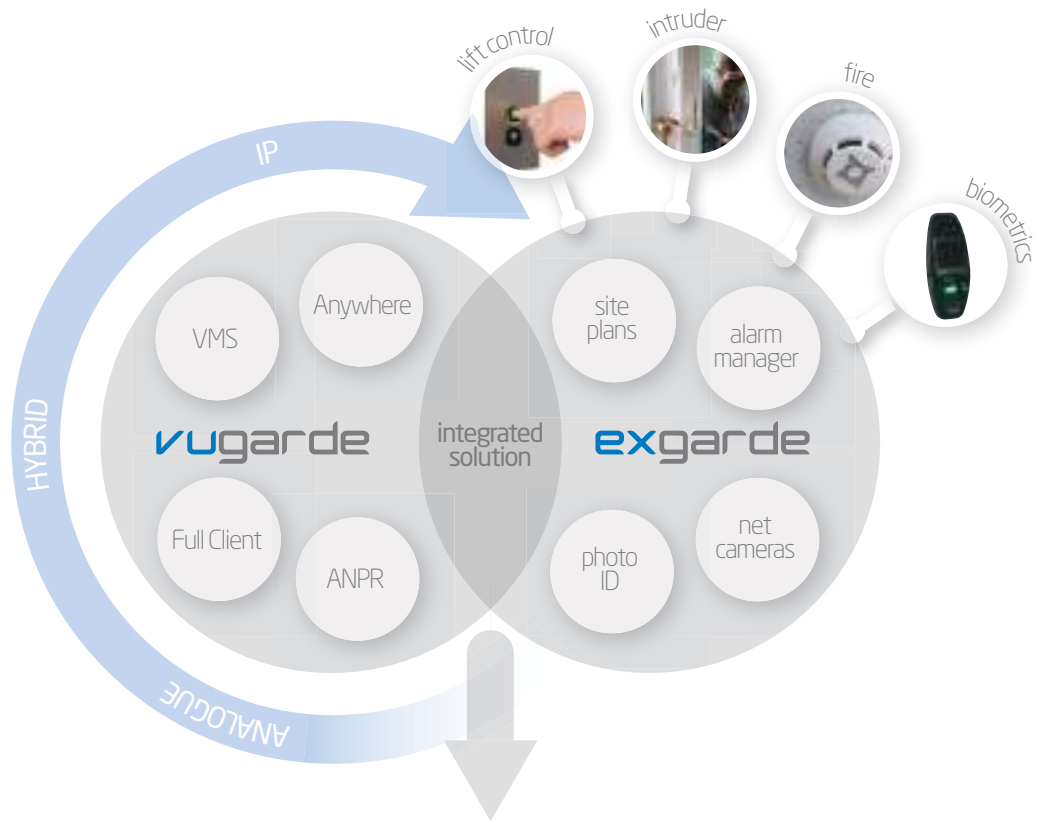 lift control
intruder
fire
biometrics
IP
HYBRID
ANALOGUE
VMS
Anywhere
vugarde
Full Client
ANPR
integrated
solution
site
plans
alarm
manager
exgarde
photo
ID
net
cameras